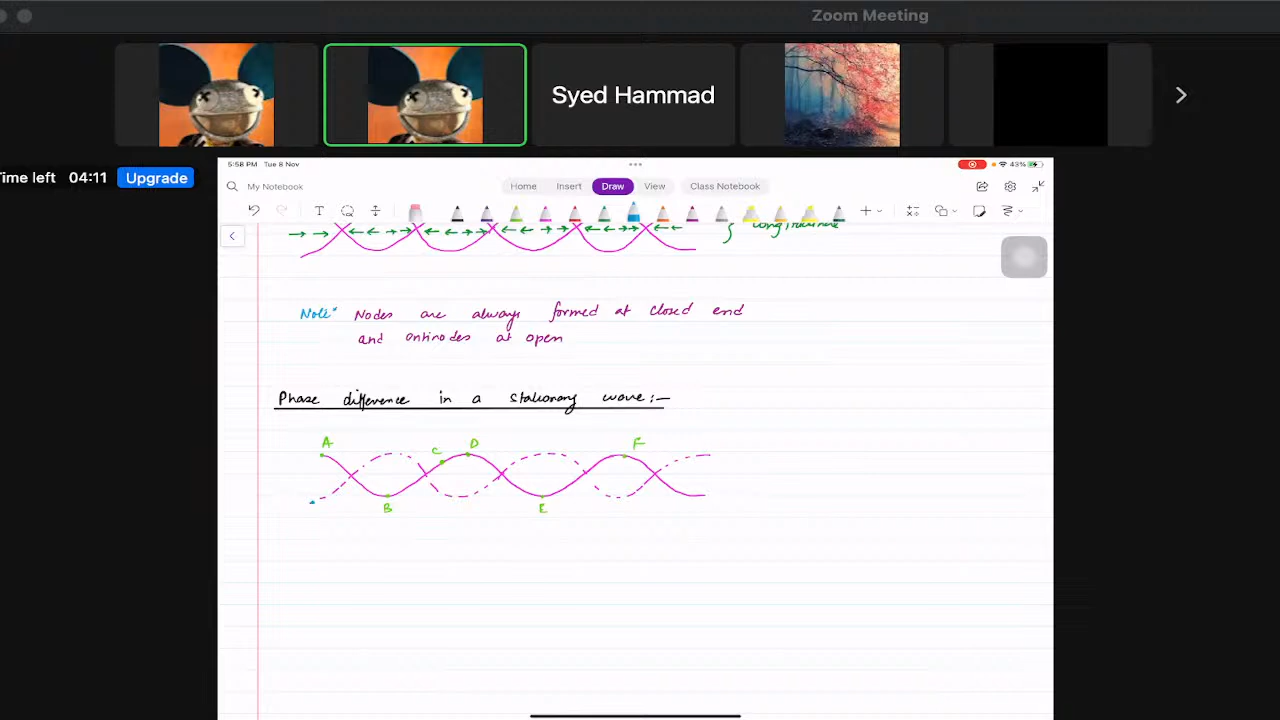 Zoom Meeting
Syed Hammad
Time left 04:11 Upgrade
5:58 PM Tue 8 Nov
43%
My Notebook
Home Insert Draw View Class Notebook
T
} longitudinal
Note: Nodes are always formed at closed end
and antinodes at open
Phase difference in a stationary wave:-
A C D F
B E